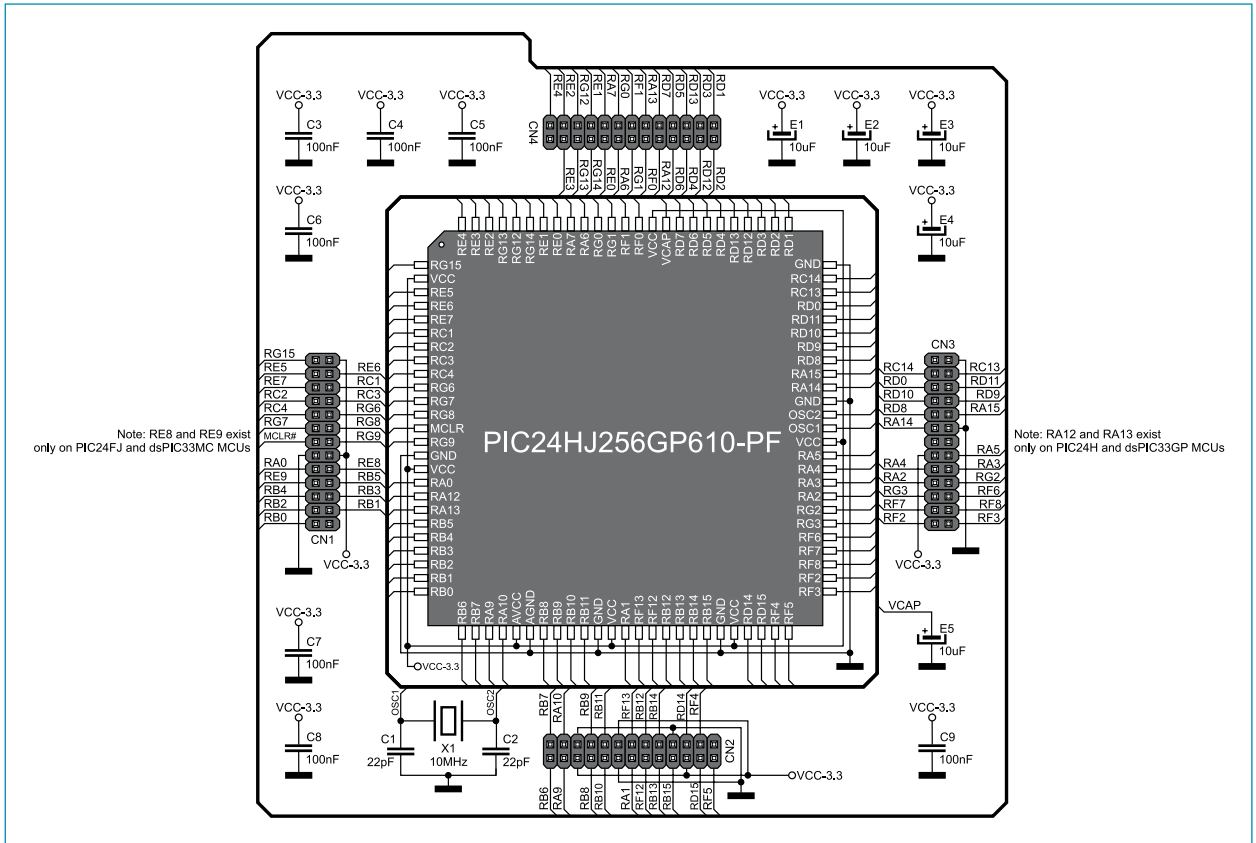 VCC-3.3
C3
100nF
VCC-3.3
C4
100nF
VCC-3.3
C5
100nF
VCC-3.3
C6
100nF
RE4
RE2
RG12
RE1
RA7
RG0
RF1
RA13
RD7
RD5
RD13
RD3
RD1
CN4
RE3
RG13
RG14
RE0
RA6
RG1
RF0
RA12
RD6
RD4
RD12
RD2
VCC-3.3
E1
10uF
VCC-3.3
E2
10uF
VCC-3.3
E3
10uF
VCC-3.3
E4
10uF
RE4
RE3
RE2
RG13
RG12
RG14
RE1
RE0
RA7
RA6
RG0
RG1
RF1
RF0
VCC
VCAP
RD7
RD6
RD5
RD4
RD13
RD12
RD3
RD2
RD1
RG15
VCC
RE5
RE6
RE7
RC1
RC2
RC3
RC4
RG6
RG7
RG8
MCLR
RG9
GND
VCC
RA0
RA12
RA13
RB5
RB4
RB3
RB2
RB1
RB0
PIC24HJ256GP610-PF
GND
RC14
RC13
RD0
RD11
RD10
RD9
RD8
RA15
RA14
GND
OSC2
OSC1
VCC
RA5
RA4
RA3
RA2
RG2
RG3
RF6
RF7
RF8
RF2
RF3
RB6
RB7
RA9
RA10
AVCC
AGND
RB8
RB9
RB10
RB11
GND
VCC
RA1
RF13
RF12
RB12
RB13
RB14
RB15
GND
VCC
RD14
RD15
RF4
RF5
VCC-3.3
RG15
RE5
RE7
RC2
RC4
RG7
MCLR#
RA0
RE9
RB4
RB2
RB0
RE6
RC1
RC3
RG6
RG8
RG9
RE8
RB5
RB3
RB1
CN1
VCC-3.3
Note: RE8 and RE9 exist
only on PIC24FJ and dsPIC33MC MCUs
CN3
RC14
RD0
RD10
RD8
RA14
RA4
RA2
RG3
RF7
RF2
RC13
RD11
RD9
RA15
RA5
RA3
RG2
RF6
RF8
RF3
VCC-3.3
Note: RA12 and RA13 exist
only on PIC24H and dsPIC33GP MCUs
VCAP
E5
10uF
VCC-3.3
C7
100nF
VCC-3.3
C8
100nF
OSC1
OSC2
C1
22pF
X1
10MHz
C2
22pF
RB7
RA10
RB9
RB11
RF13
RB12
RB14
RD14
RF4
CN2
RB6
RA9
RB8
RB10
RA1
RF12
RB13
RB15
RD15
RF5
VCC-3.3
VCC-3.3
C9
100nF